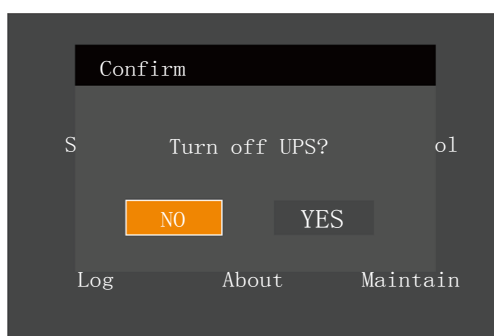 Confirm
S Turn off UPS? ol
NO YES
Log About Maintain